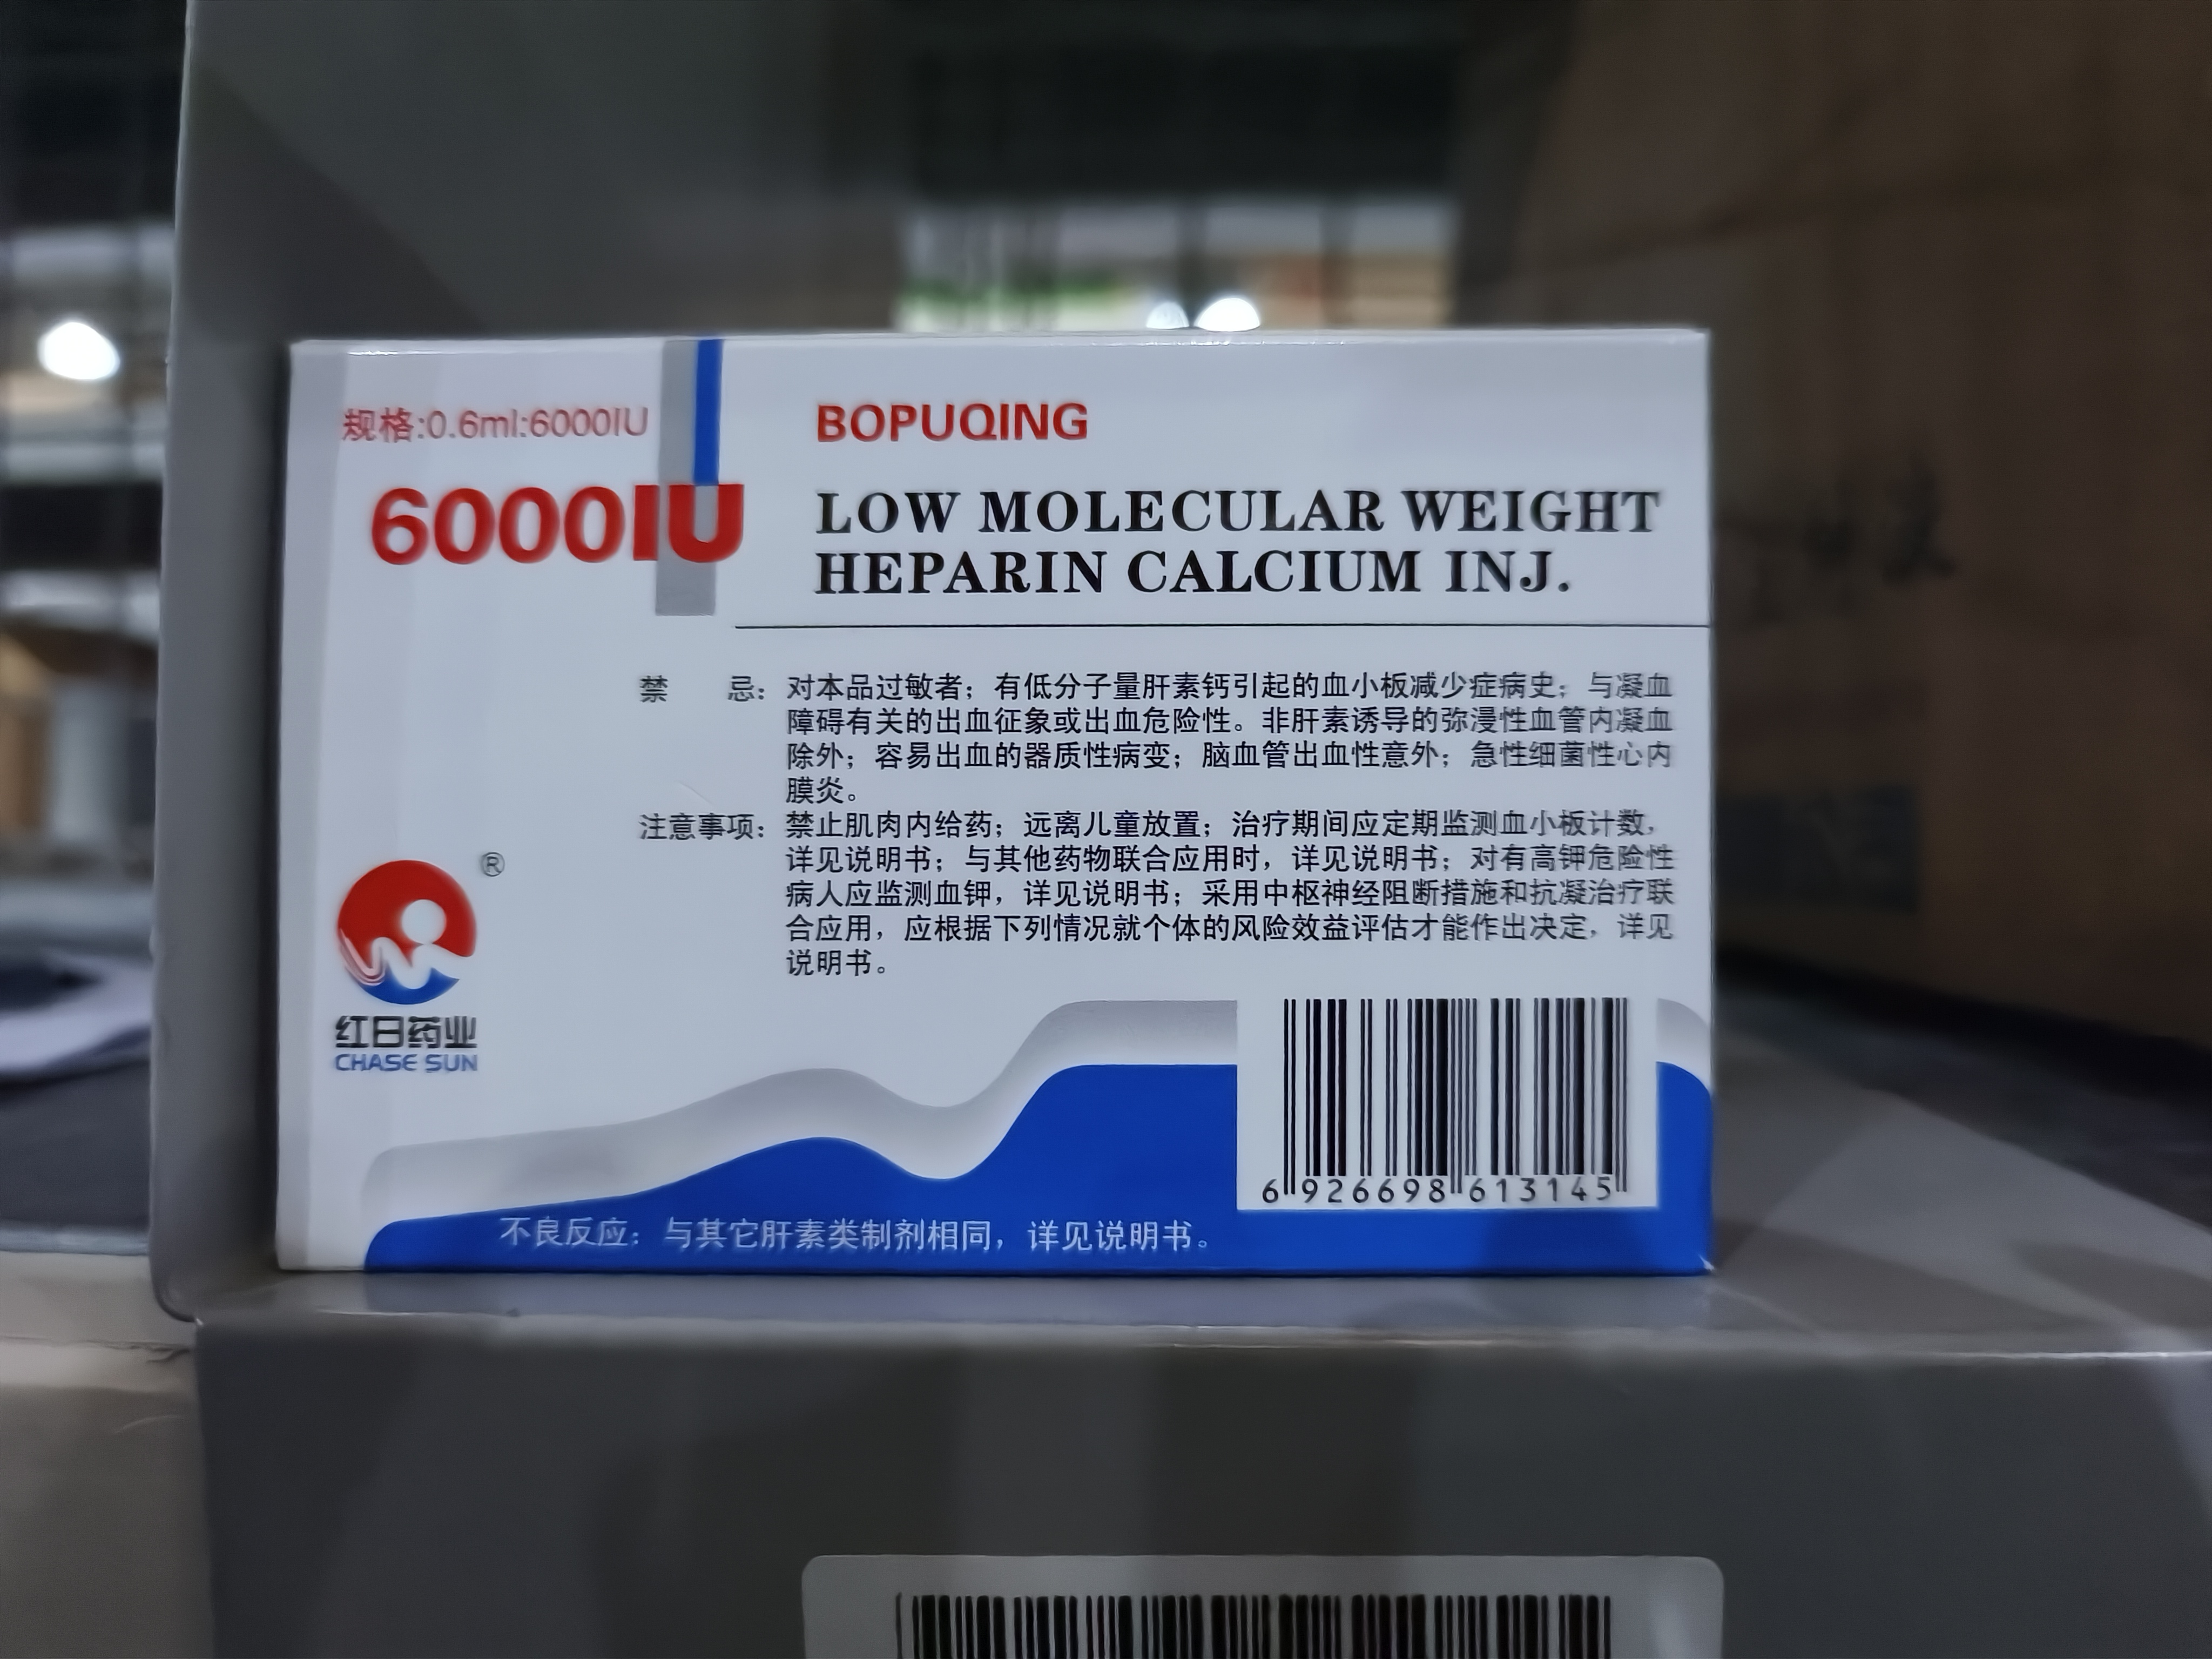 规格:0.6ml:6000IU
6000IU
BOPUQING
LOW MOLECULAR WEIGHT
HEPARIN CALCIUM INJ.
禁 忌：对本品过敏者；有低分子量肝素钙引起的血小板减少症病史；与凝血
障碍有关的出血征象或出血危险性。非肝素诱导的弥漫性血管内凝血
除外；容易出血的器质性病变；脑血管出血性意外；急性细菌性心内
膜炎。
注意事项：禁止肌肉内给药；远离儿童放置；治疗期间应定期监测血小板计数，
详见说明书；与其他药物联合应用时，详见说明书；对有高钾危险性
病人应监测血钾，详见说明书；采用中枢神经阻断措施和抗凝治疗联
合应用，应根据下列情况就个体的风险效益评估才能作出决定，详见
说明书。
®
红日药业
CHASE SUN
6 926698 613145
不良反应：与其它肝素类制剂相同，详见说明书。